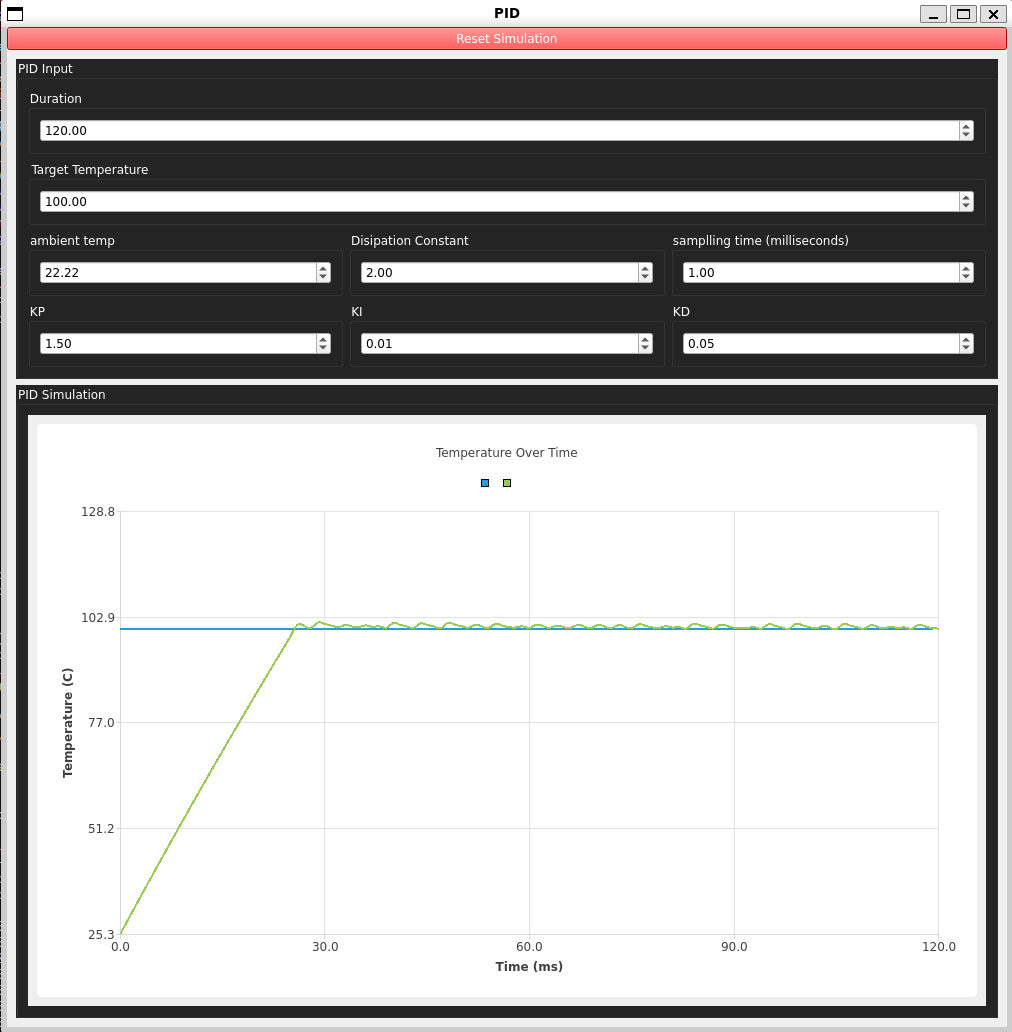 PID
Reset Simulation
PID Input
Duration
120.00
Target Temperature
100.00
ambient temp Disipation Constant samplling time (milliseconds)
22.22 2.00 1.00
KP KI KD
1.50 0.01 0.05
PID Simulation
Temperature Over Time
128.8
102.9
77.0
51.2
25.3
Temperature (C)
0.0 30.0 60.0 90.0 120.0
Time (ms)